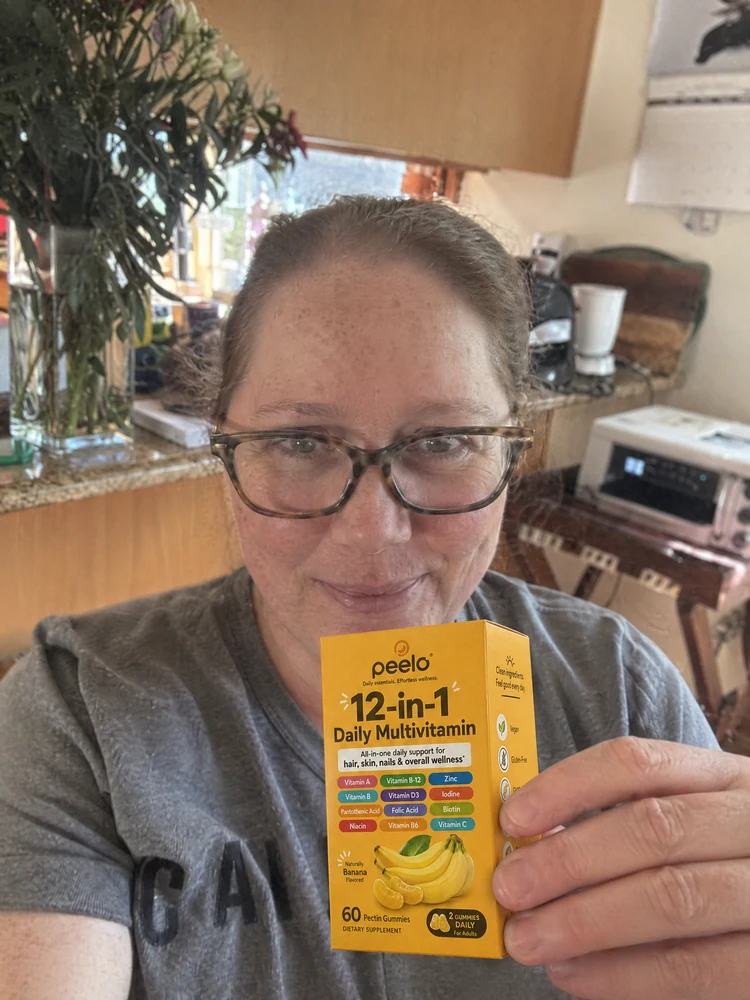 peelo
Daily essentials. Effortless wellness.
12-in-1
Daily Multivitamin
All-in-one daily support for
hair, skin, nails & overall wellness*
Vitamin A Vitamin B-12 Zinc
Vitamin B Vitamin D3 Iodine
Pantothenic Acid Folic Acid Biotin
Niacin Vitamin B6 Vitamin C
Naturally
Banana
Flavored
60 Pectin Gummies
DIETARY SUPPLEMENT
2 GUMMIES
DAILY
For Adults
Clean ingredients.
Feel good every day.
Vegan
Gluten-Free
CAL